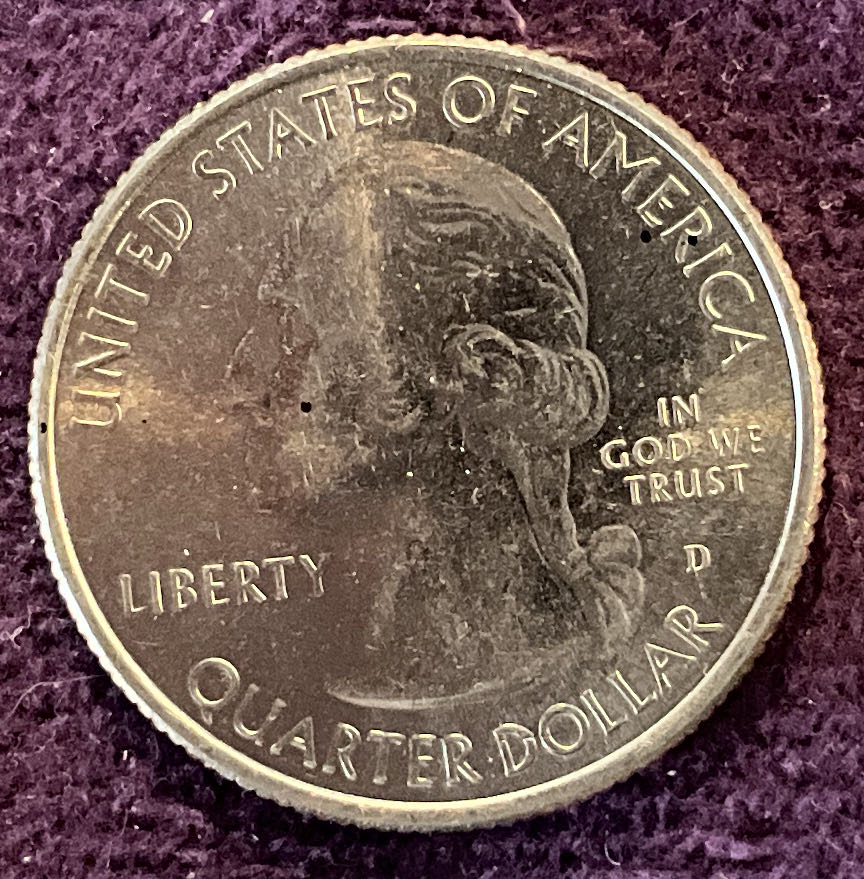 UNITED STATES OF AMERICA
IN
GOD WE
TRUST
LIBERTY
D
QUARTER DOLLAR